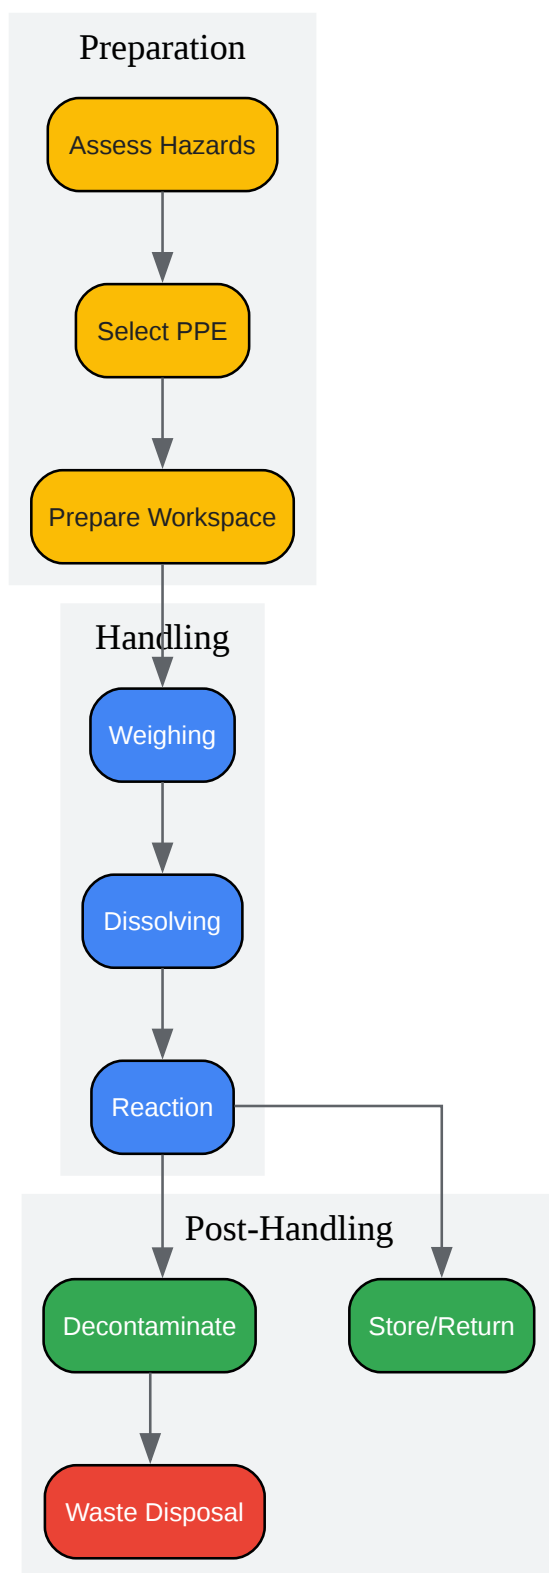 Preparation
Assess Hazards
Select PPE
Prepare Workspace
Handling
Weighing
Dissolving
Reaction
Post-Handling
Decontaminate
Store/Return
Waste Disposal